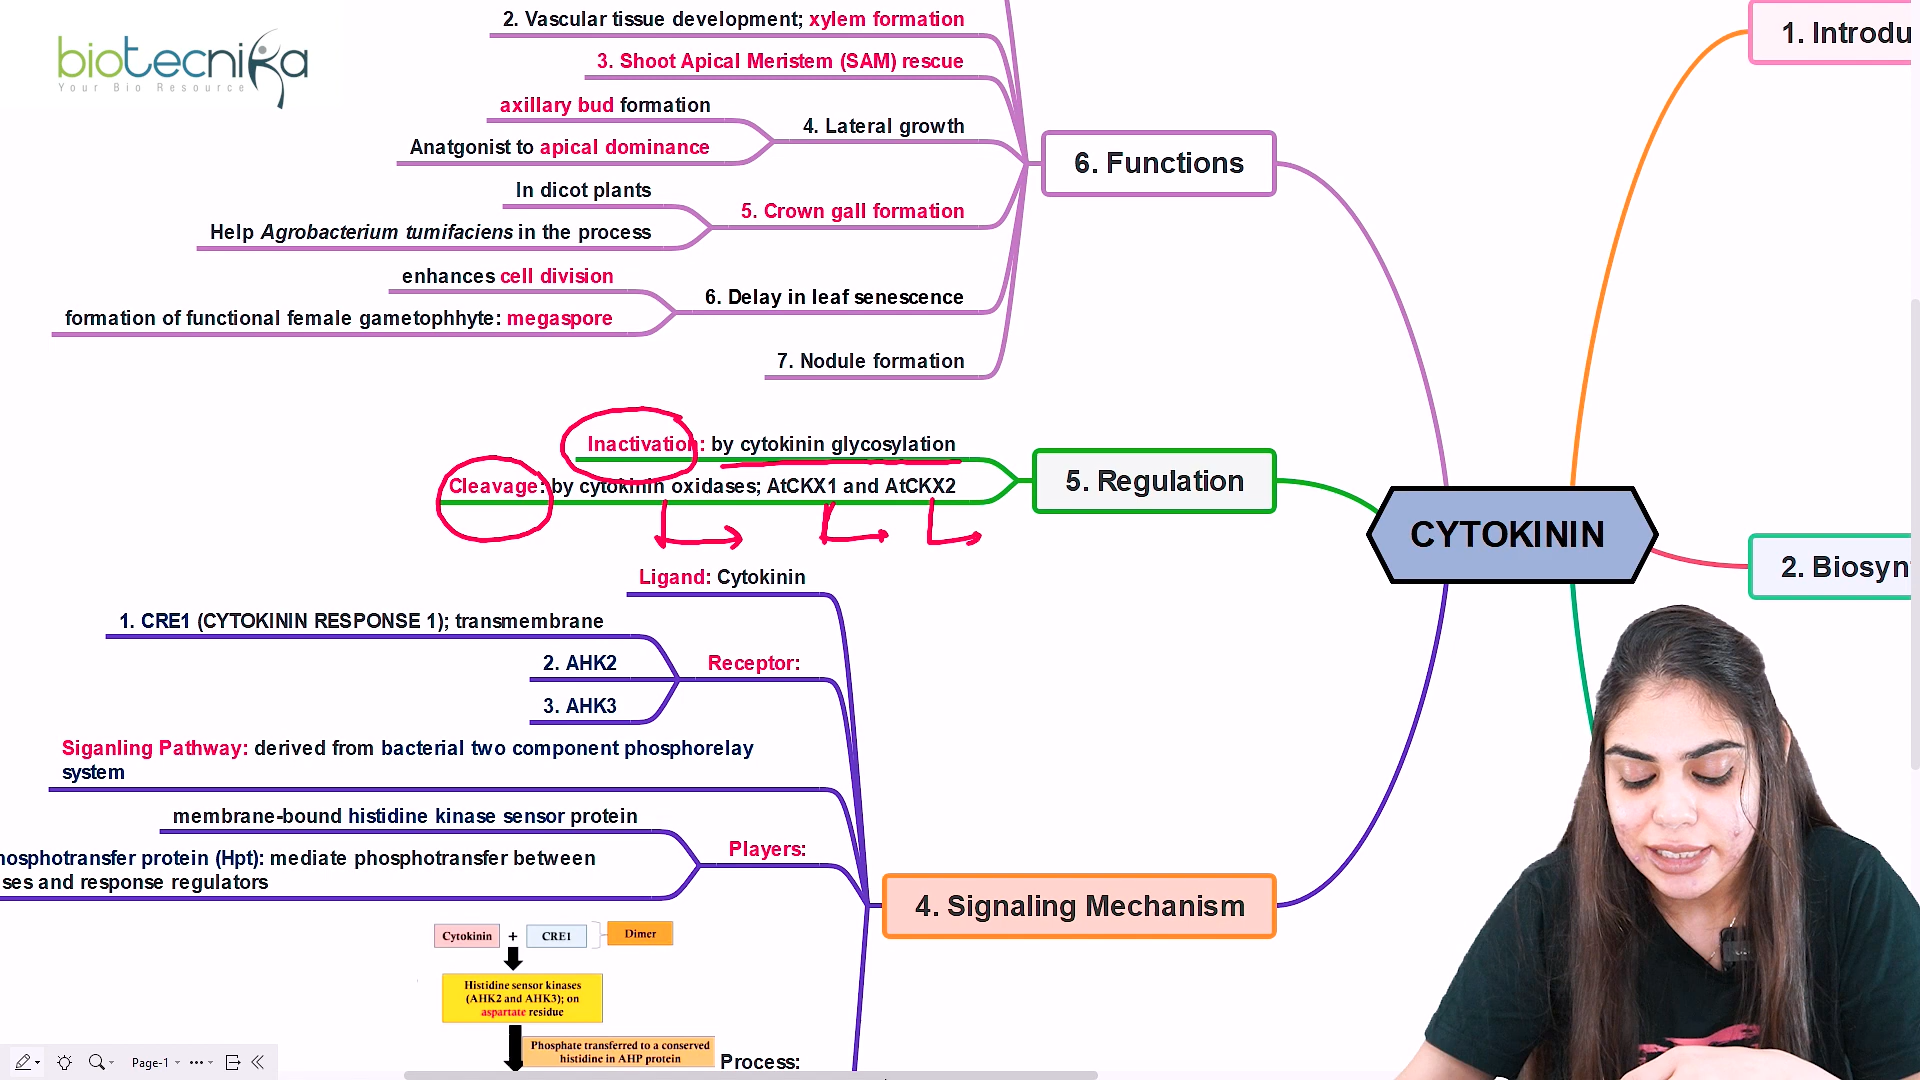 biotecnika
Your Bio Resource
2. Vascular tissue development; xylem formation
3. Shoot Apical Meristem (SAM) rescue
axillary bud formation
4. Lateral growth
Anatgonist to apical dominance
6. Functions
In dicot plants
5. Crown gall formation
Help Agrobacterium tumifaciens in the process
enhances cell division
6. Delay in leaf senescence
formation of functional female gametophhyte: megaspore
7. Nodule formation
Inactivation: by cytokinin glycosylation
Cleavage: by cytokinin oxidases; AtCKX1 and AtCKX2
5. Regulation
CYTOKININ
1. Introdu
2. Biosyn
Ligand: Cytokinin
1. CRE1 (CYTOKININ RESPONSE 1); transmembrane
2. AHK2
Receptor:
3. AHK3
Siganling Pathway: derived from bacterial two component phosphorelay
system
membrane-bound histidine kinase sensor protein
Players:
hosphotransfer protein (Hpt): mediate phosphotransfer between
ses and response regulators
4. Signaling Mechanism
Cytokinin + CRE1 Dimer
Histidine sensor kinases
(AHK2 and AHK3); on
aspartate residue
Phosphate transferred to a conserved
histidine in AHP protein
Process:
Page-1